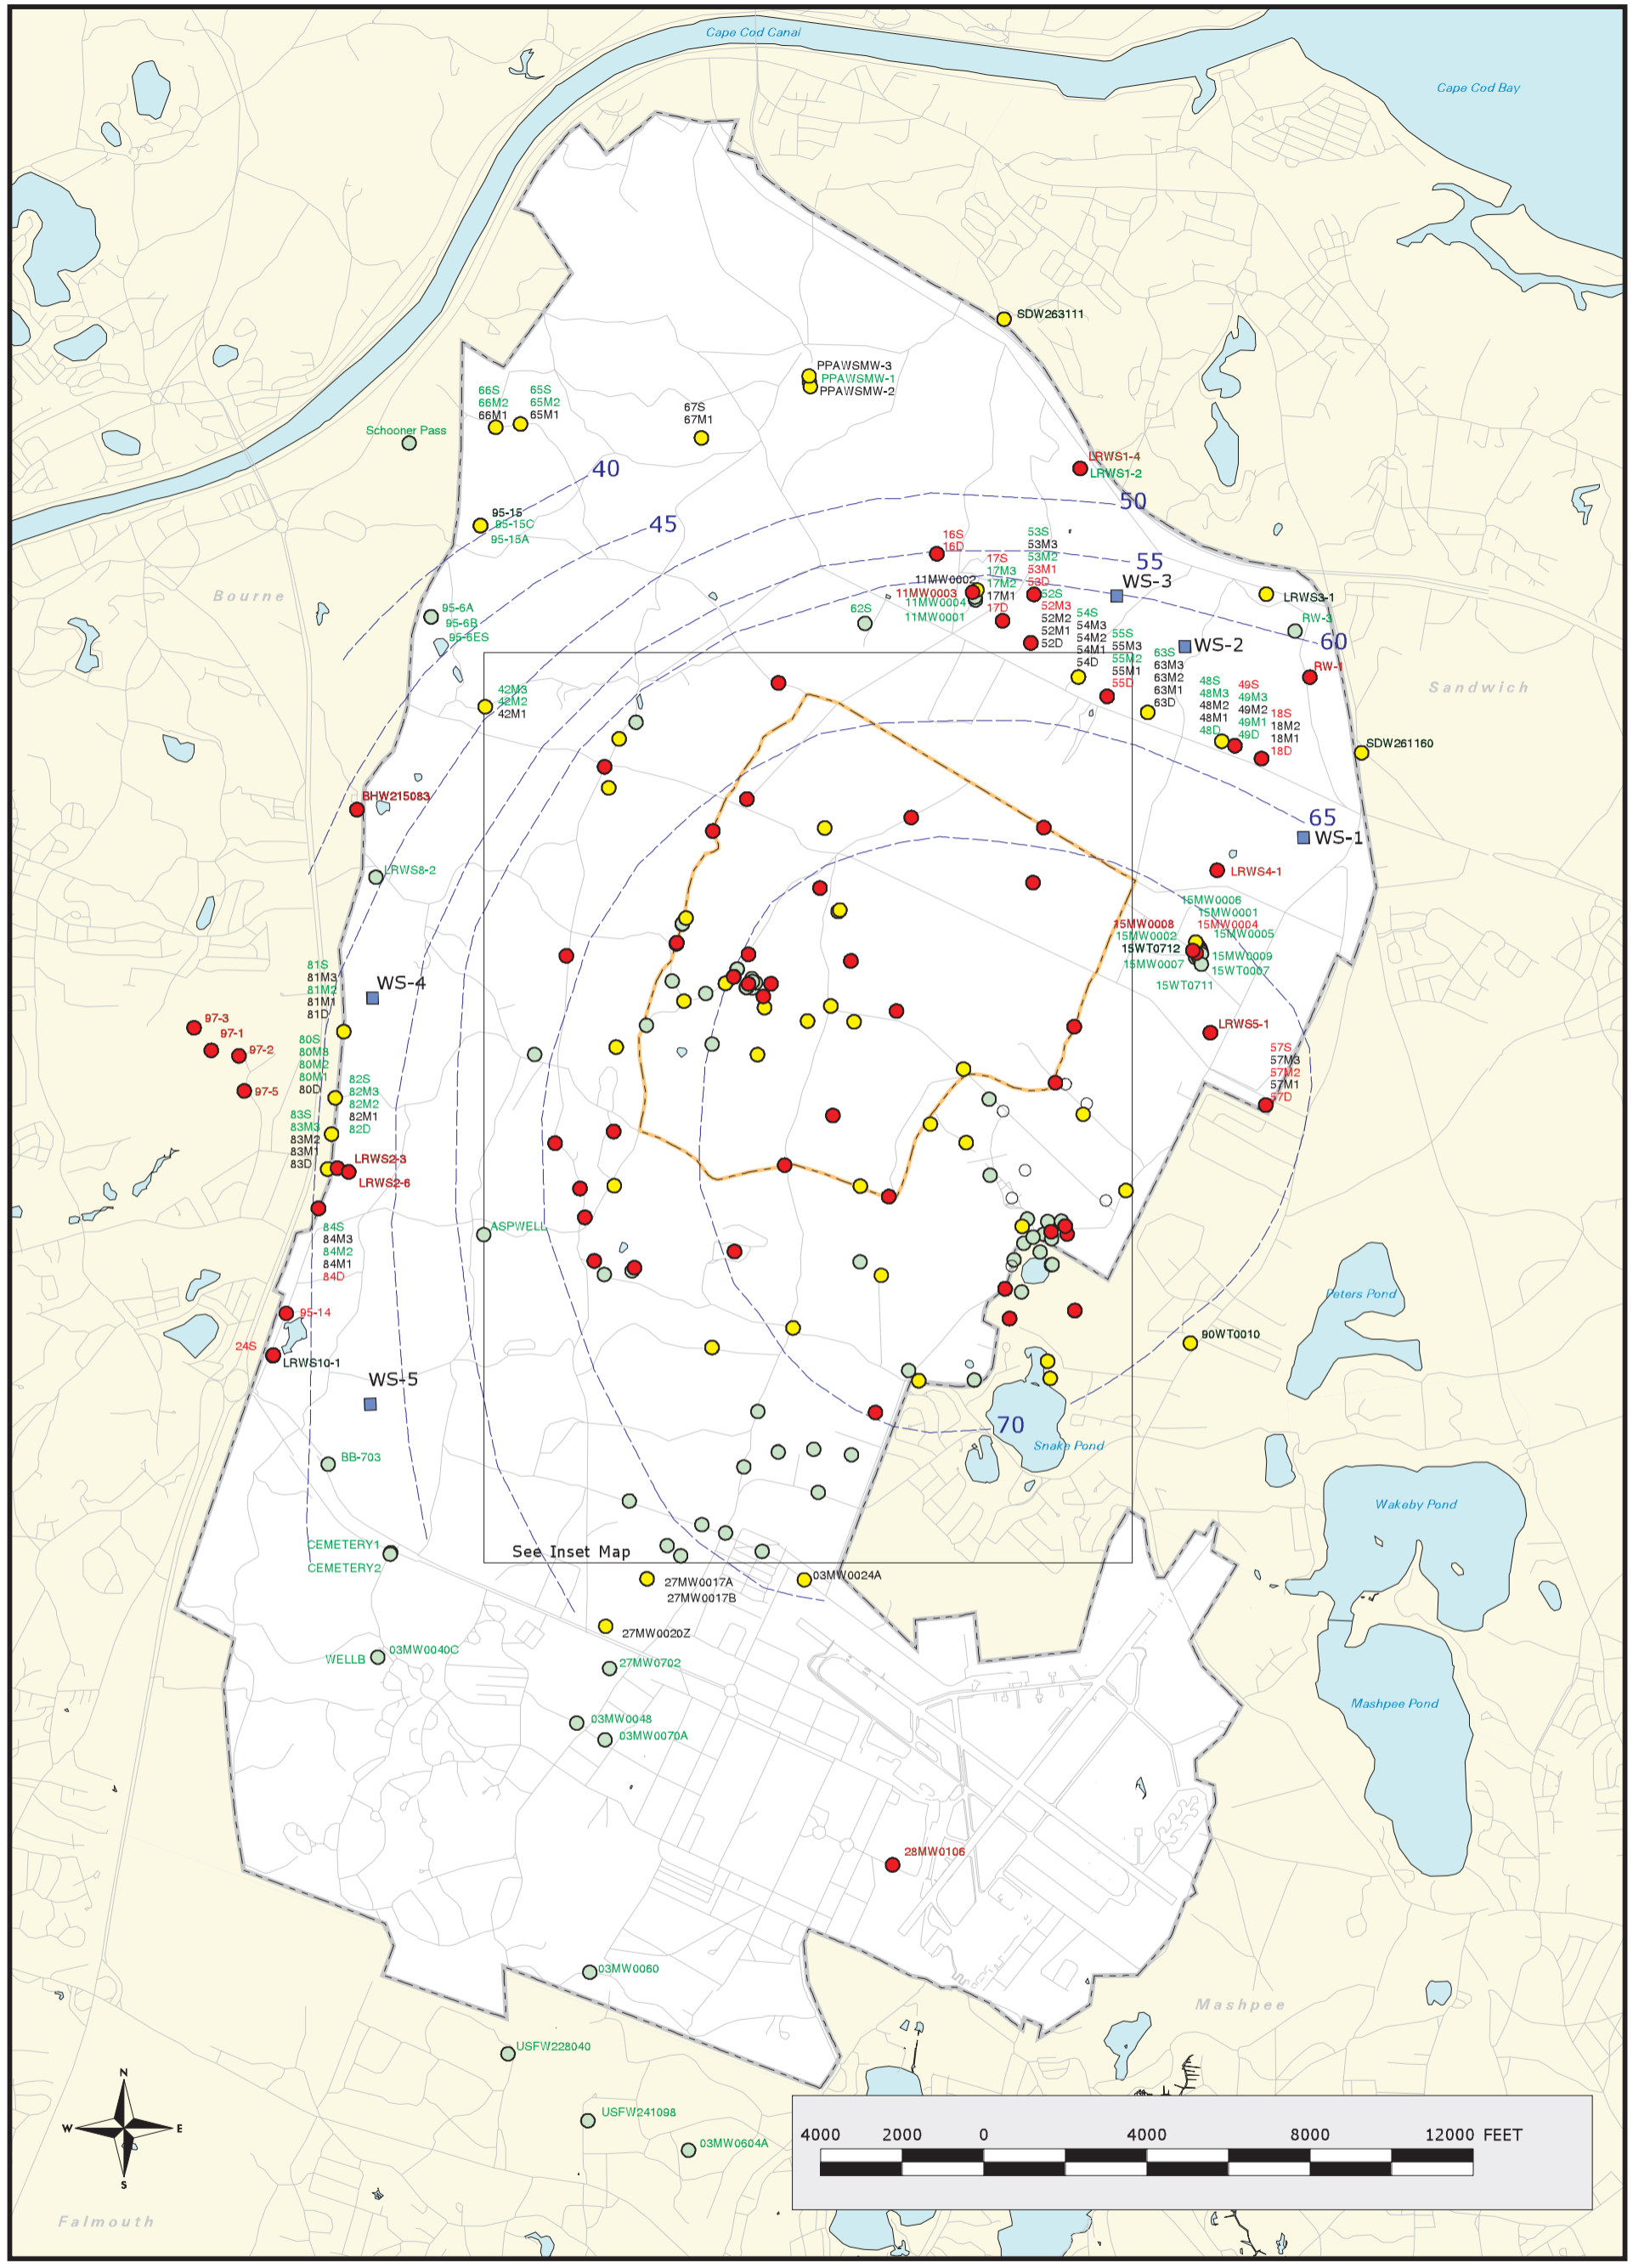 Cape Cod Canal
Cape Cod Bay
SDW263111
PPAWSMW-3
PPAWSMW-1
PPAWSMW-2
66S
66M2
66M1
65S
65M2
65M1
67S
67M1
Schooner Pass
LRWS1-4
LRWS1-2
40
50
45
95-15
95-15C
95-15A
16S
16D
53S
53M3
53M2
53M1
53D
55
WS-3
17S
17M3
17M2
17M1
17D
11MW0002
11MW0003
11MW0004
11MW0001
Bourne
95-6A
95-6B
95-6ES
62S
52S
52M3
52M2
52M1
52D
54S
54M3
54M2
54M1
54D
55S
55M3
55M2
55M1
55D
LRWS3-1
RW-3
60
WS-2
RW-1
63S
63M3
63M2
63M1
63D
Sandwich
48S
48M3
48M2
48M1
48D
49S
49M3
49M2
49M1
49D
18S
18M2
18M1
18D
SDW261160
42M3
42M2
42M1
BHW215083
65
WS-1
LRWS8-2
LRWS4-1
15MW0006
15MW0001
15MW0008
15MW0004
15MW0002
15MW0005
15WT0712
15MW0009
15MW0007
15WT0007
15WT0711
81S
81M3
81M2
81M1
81D
WS-4
97-3
97-1
97-2
97-5
LRWS5-1
80S
80M3
80M2
80M1
80D
82S
82M3
82M2
82M1
82D
57S
57M3
57M2
57M1
57D
83S
83M3
83M2
83M1
83D
LRWS2-3
LRWS2-6
84S
84M3
84M2
84M1
84D
ASPWELL
Peters Pond
95-14
24S
LRWS10-1
90WT0010
WS-5
70
Snake Pond
BB-703
Wakeby Pond
See Inset Map
CEMETERY1
CEMETERY2
27MW0017A
27MW0017B
03MW0024A
27MW0020Z
03MW0040C
WELLB
27MW0702
Mashpee Pond
03MW0048
03MW0070A
28MW0106
03MW0060
Mashpee
USFW228040
USFW241098
03MW0604A
N
W E
S
4000 2000 0 4000 8000 12000 FEET
Falmouth